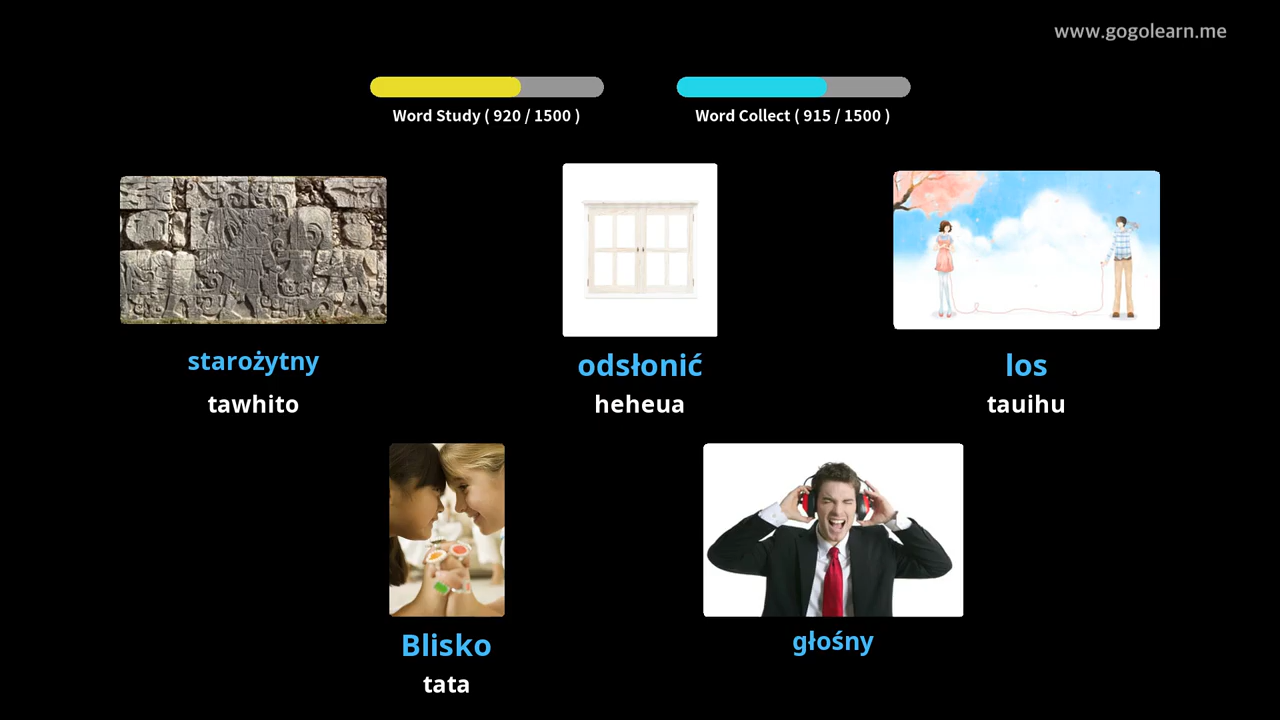 www.gogolearn.me
Word Study ( 920 / 1500 )
Word Collect ( 915 / 1500 )
starożytny
tawhito
odsłonić
heheua
los
tauihu
Blisko
tata
głośny